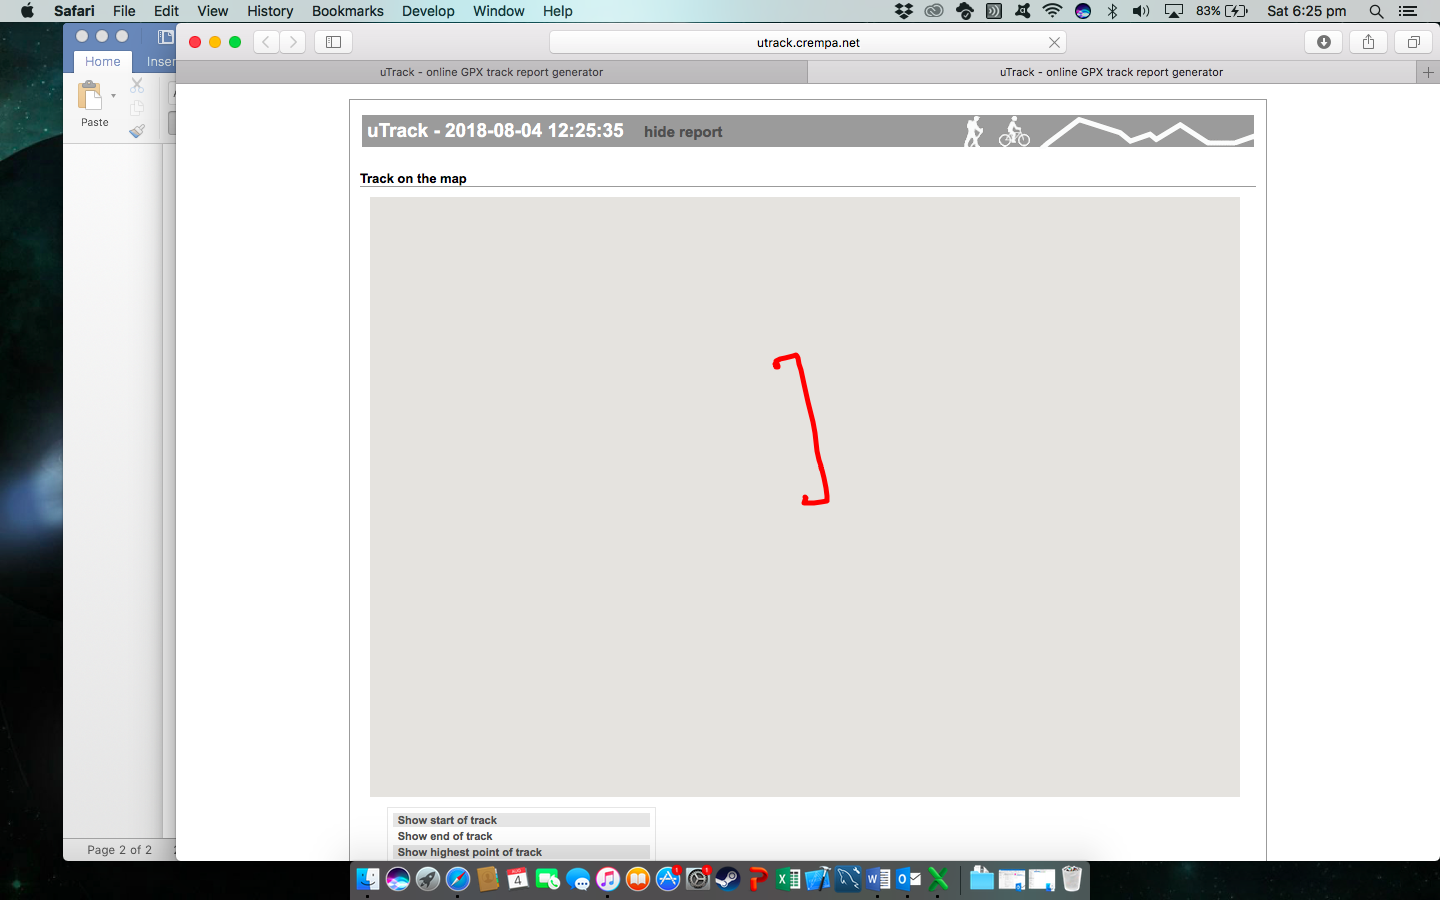 Safari File Edit View History Bookmarks Develop Window Help 83% Sat 6:25 pm
utrack.crempa.net
Home Inser
uTrack - online GPX track report generator uTrack - online GPX track report generator
Paste
uTrack - 2018-08-04 12:25:35 hide report
Track on the map
Show start of track
Show end of track
Show highest point of track
Page 2 of 2
AUG
4
1
1